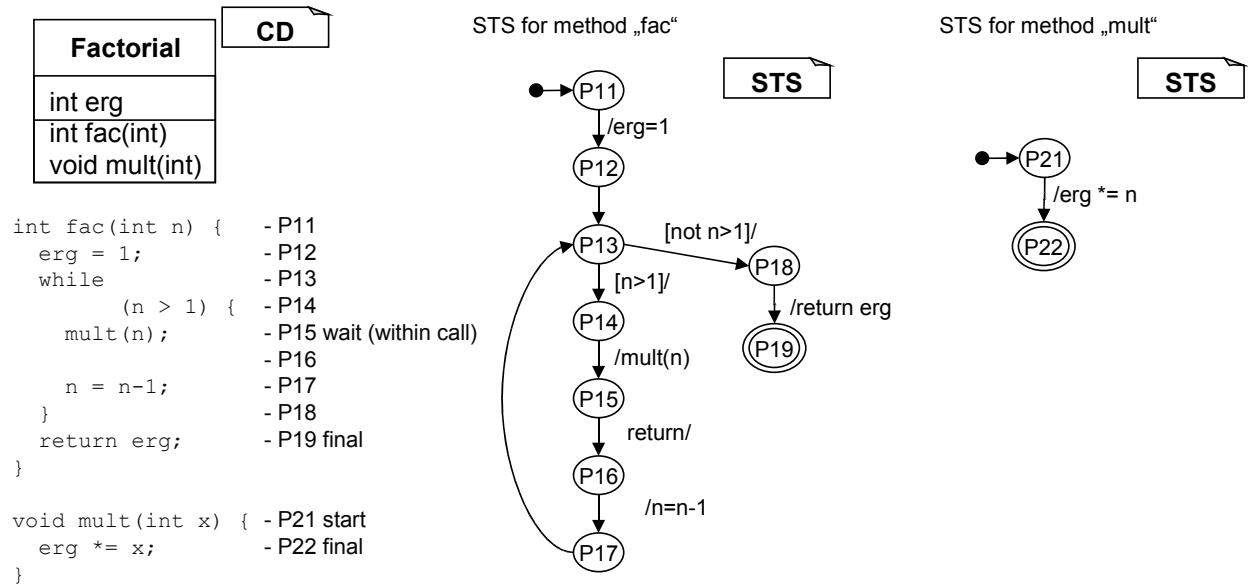 Factorial
CD
int erg
int fac(int)
void mult(int)
int fac(int n) { - P11
erg = 1; - P12
while - P13
(n > 1) { - P14
mult(n); - P15 wait (within call)
- P16
n = n-1; - P17
} - P18
return erg; - P19 final
}
void mult(int x) { - P21 start
erg *= x; - P22 final
}
STS for method „fac“
STS
P11
/erg=1
P12
P13
[not n>1]/
P18
[n>1]/
/return erg
P14
P19
/mult(n)
P15
return/
P16
/n=n-1
P17
STS for method „mult“
STS
P21
/erg *= n
P22